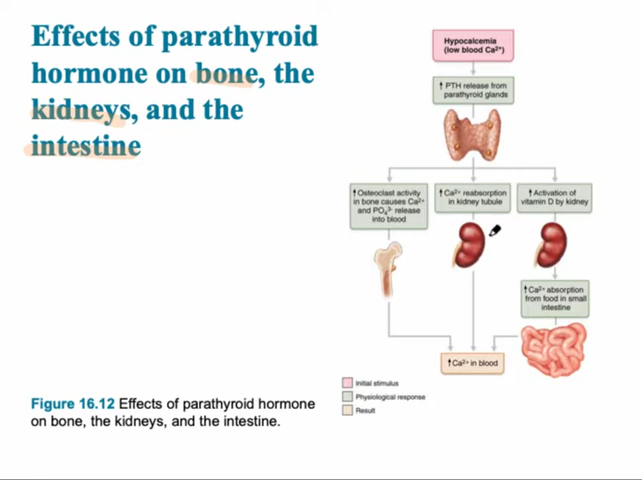 Effects of parathyroid
hormone on bone, the
kidneys, and the
intestine
Hypocalcemia
(low blood Ca²⁺)
↑ PTH release from
parathyroid glands
↑ Osteoclast activity
in bone causes Ca²⁺
and PO₄³⁻ release
into blood
↑ Ca²⁺ reabsorption
in kidney tubule
↑ Activation of
vitamin D by kidney
↑ Ca²⁺ absorption
from food in small
intestine
↑ Ca²⁺ in blood
Initial stimulus
Physiological response
Result
Figure 16.12 Effects of parathyroid hormone
on bone, the kidneys, and the intestine.